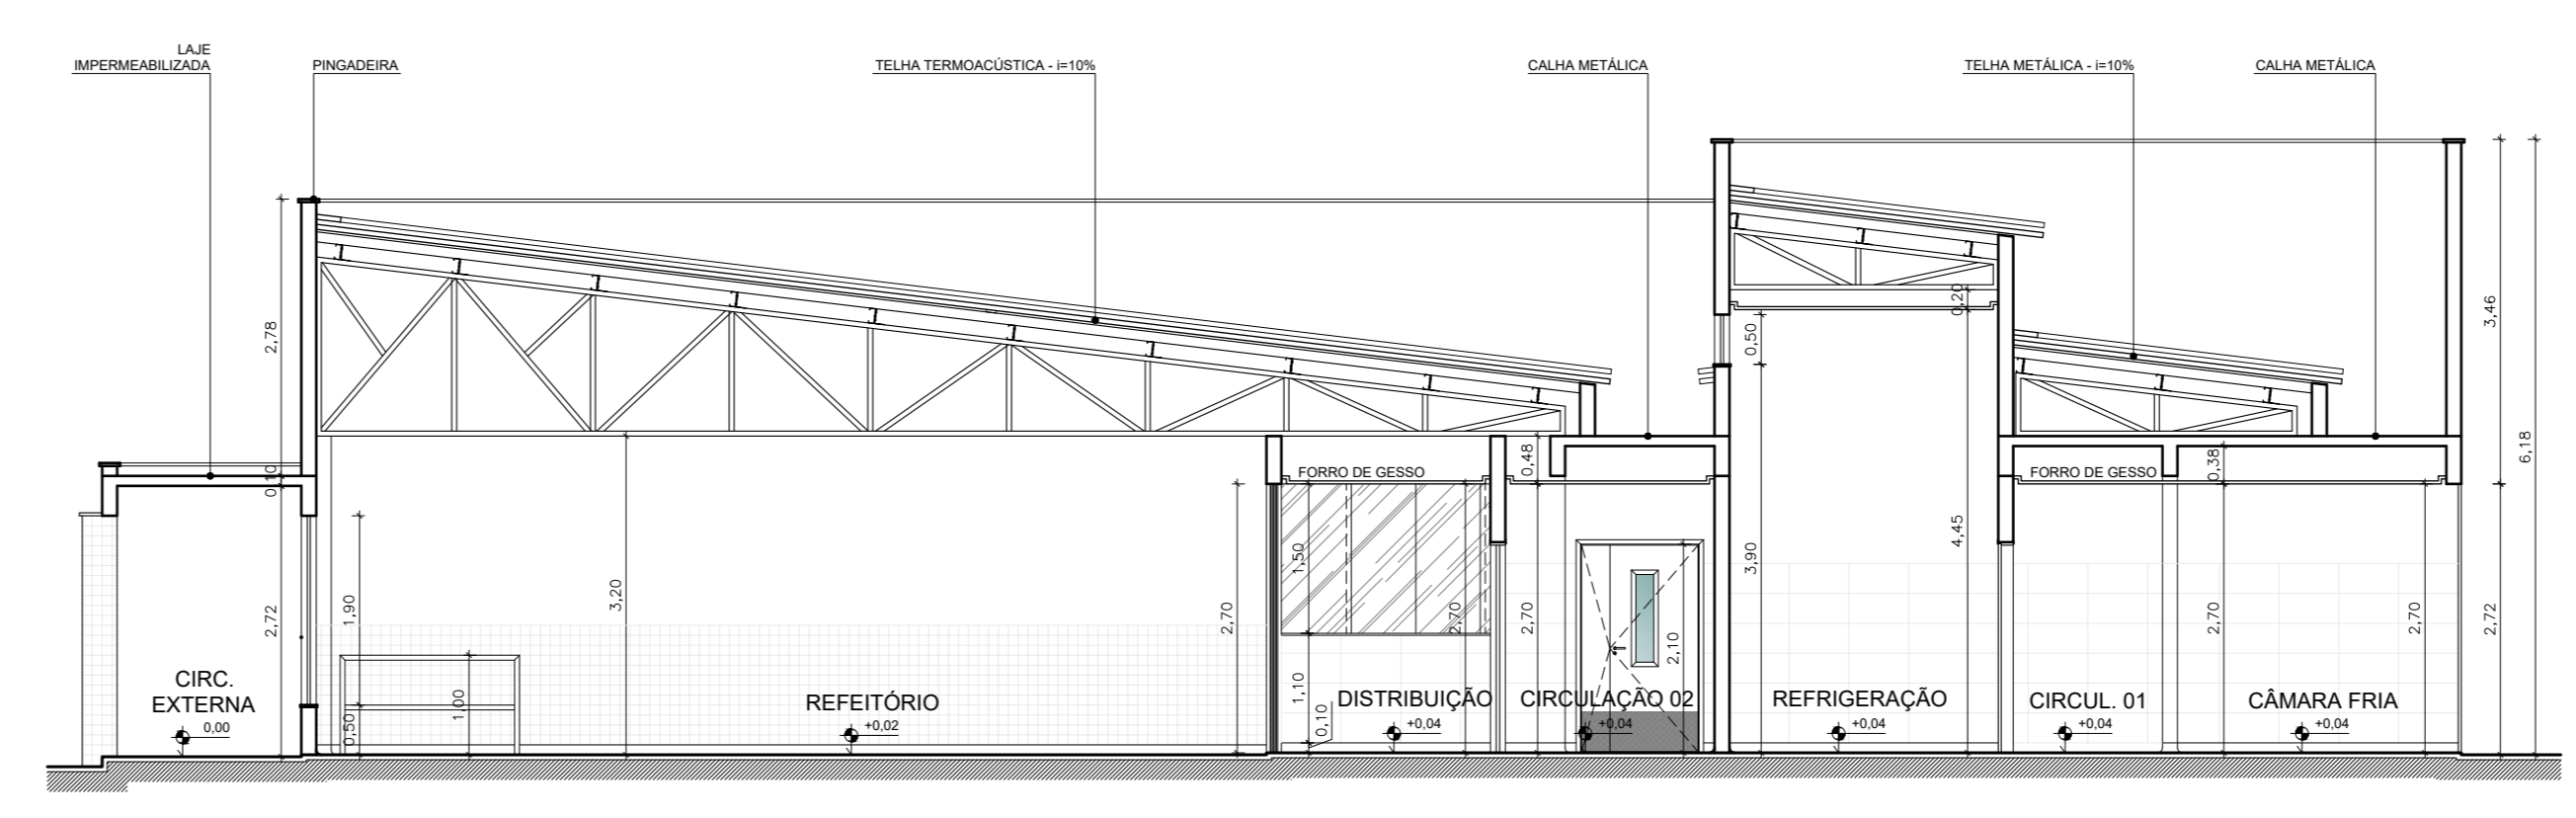 LAJE
IMPERMEABILIZADA
PINGADEIRA
TELHA TERMOACÚSTICA - i=10%
CALHA METÁLICA
TELHA METÁLICA - i=10%
CALHA METÁLICA
2,78
0,10
2,72
1,90
0,50
1,00
3,20
2,70
FORRO DE GESSO
1,50
1,10
0,10
2,70
0,48
2,70
2,10
0,50
3,90
0,20
4,45
FORRO DE GESSO
0,38
2,70
2,70
3,46
2,72
6,18
CIRC.
EXTERNA
0,00
REFEITÓRIO
+0,02
DISTRIBUIÇÃO
+0,04
CIRCULAÇÃO 02
+0,04
REFRIGERAÇÃO
+0,04
CIRCUL. 01
+0,04
CÂMARA FRIA
+0,04